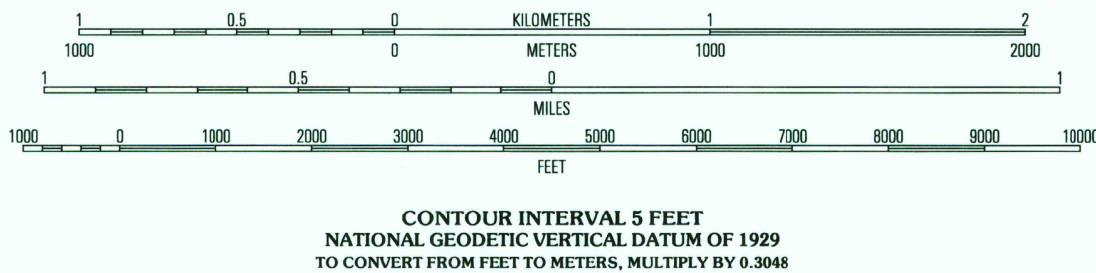 1 0.5 0 KILOMETERS 1 2
1000 0 METERS 1000 2000
1 0.5 0 1
MILES
1000 0 1000 2000 3000 4000 5000 6000 7000 8000 9000 10000
FEET
CONTOUR INTERVAL 5 FEET
NATIONAL GEODETIC VERTICAL DATUM OF 1929
TO CONVERT FROM FEET TO METERS, MULTIPLY BY 0.3048